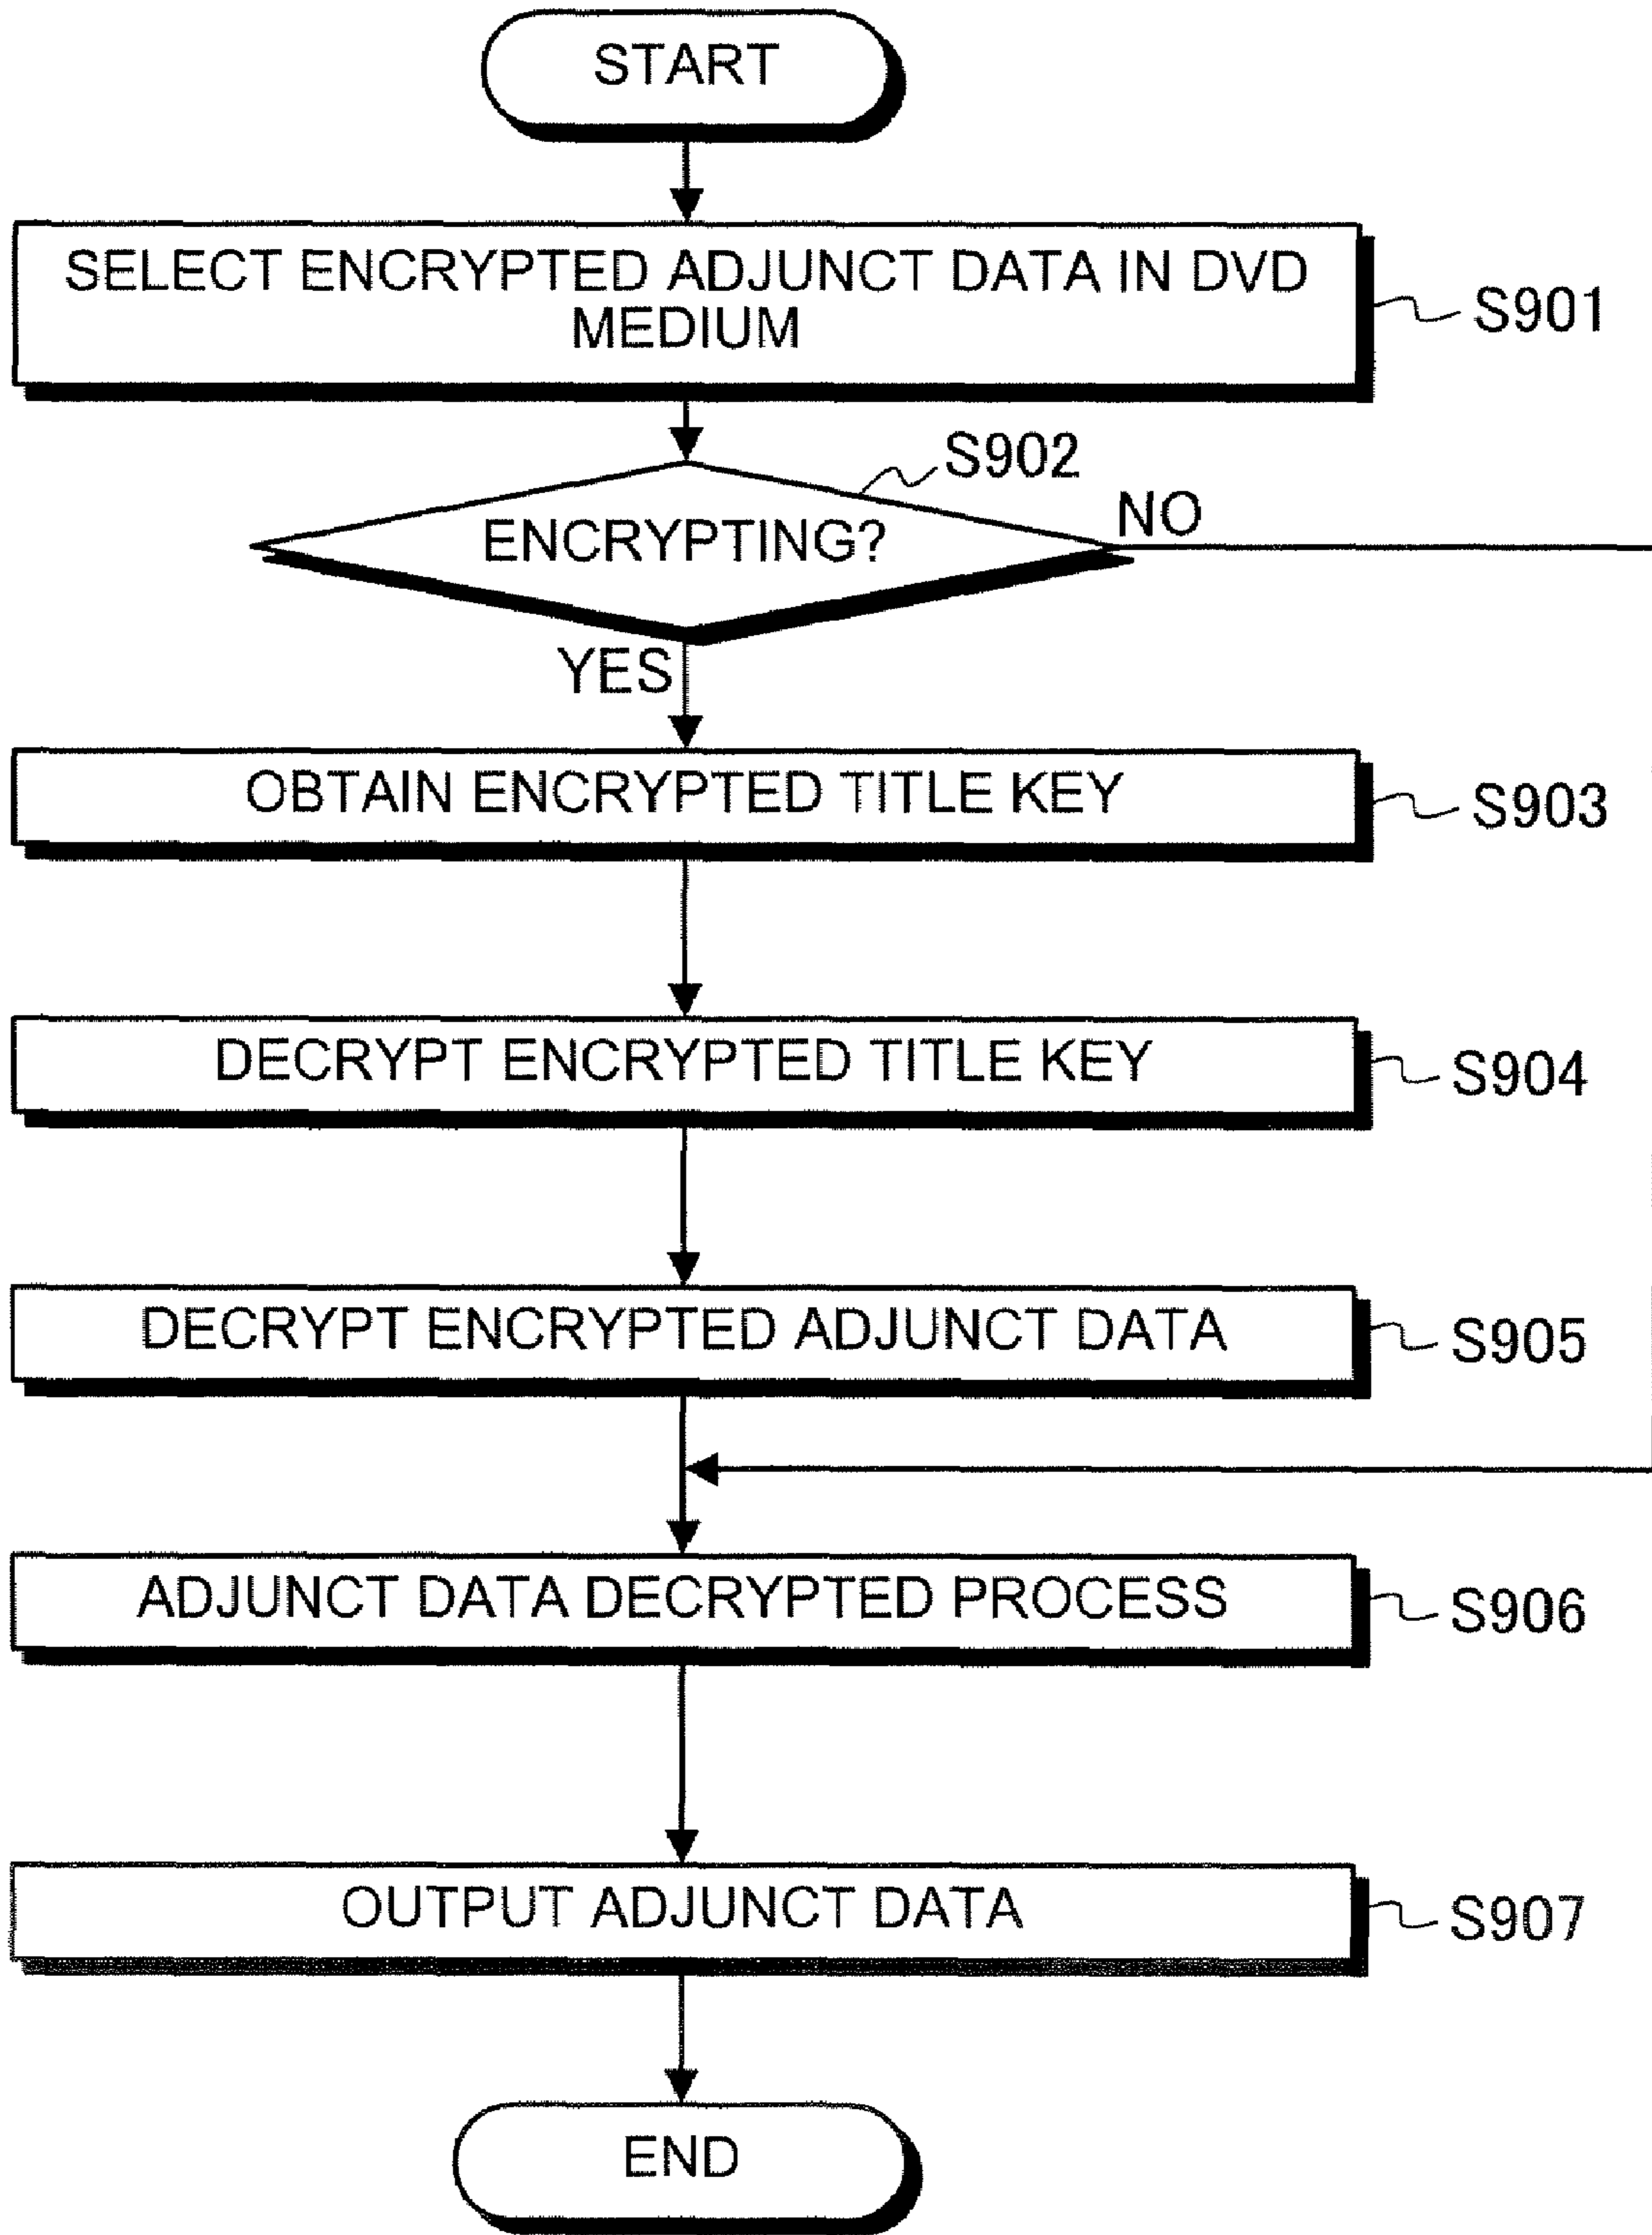 START
SELECT ENCRYPTED ADJUNCT DATA IN DVD
MEDIUM
S901
S902
ENCRYPTING?
NO
YES
OBTAIN ENCRYPTED TITLE KEY
S903
DECRYPT ENCRYPTED TITLE KEY
S904
DECRYPT ENCRYPTED ADJUNCT DATA
S905
ADJUNCT DATA DECRYPTED PROCESS
S906
OUTPUT ADJUNCT DATA
S907
END